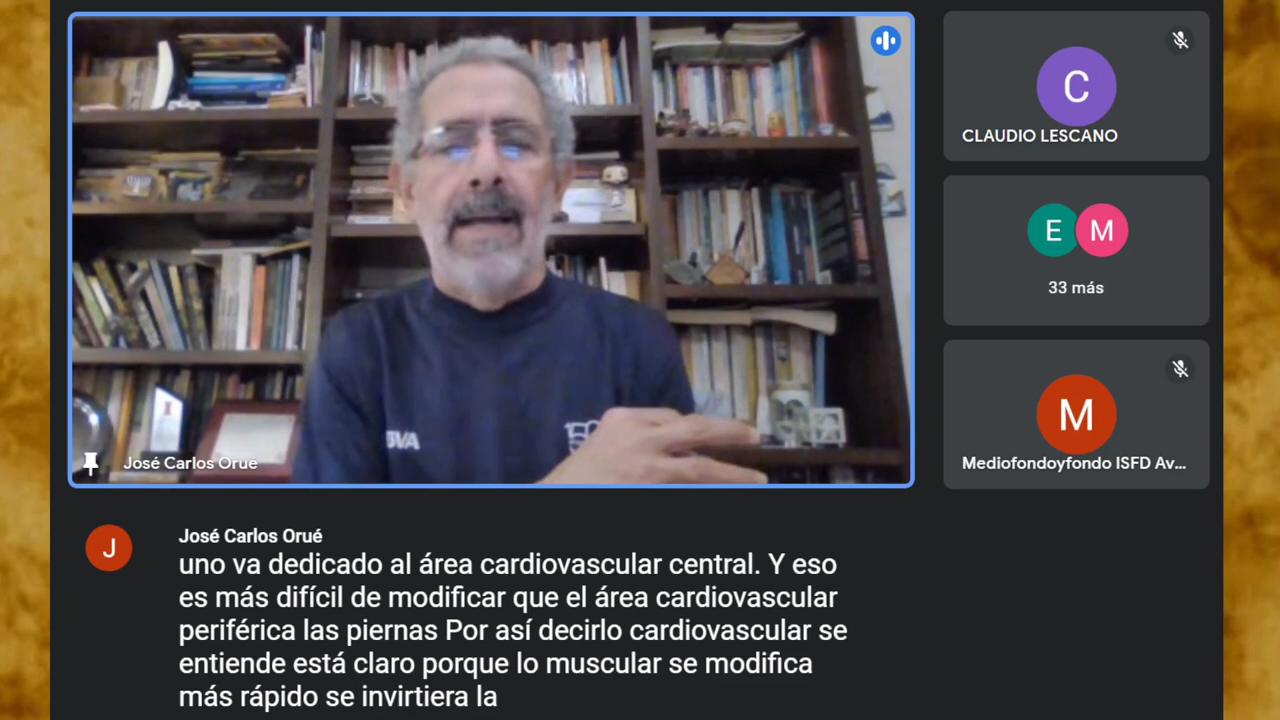 CLAUDIO LESCANO
C
E M
33 más
M
Mediofondoyfondo ISFD Av...
BVA
José Carlos Orué
J
José Carlos Orué
uno va dedicado al área cardiovascular central. Y eso
es más difícil de modificar que el área cardiovascular
periférica las piernas Por así decirlo cardiovascular se
entiende está claro porque lo muscular se modifica
más rápido se invirtiera la